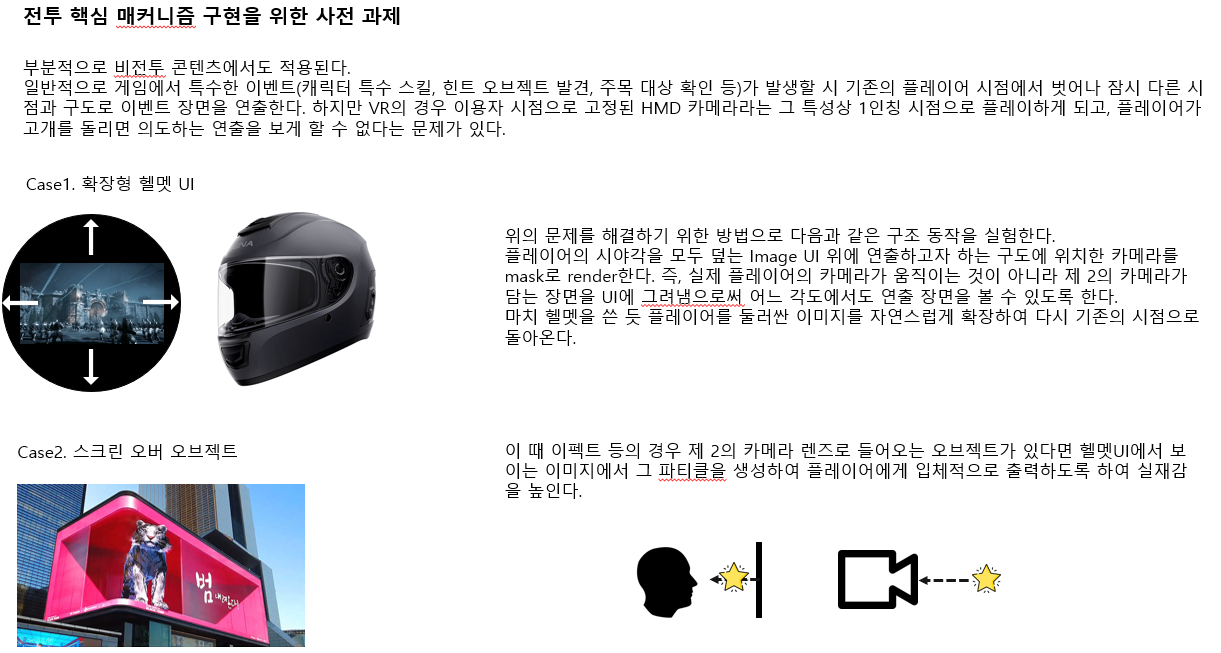 전투 핵심 매커니즘 구현을 위한 사전 과제
부분적으로 비전투 콘텐츠에서도 적용된다.
일반적으로 게임에서 특수한 이벤트(캐릭터 특수 스킬, 힌트 오브젝트 발견, 주목 대상 확인 등)가 발생할 시 기존의 플레이어 시점에서 벗어나 잠시 다른 시
점과 구도로 이벤트 장면을 연출한다. 하지만 VR의 경우 이용자 시점으로 고정된 HMD 카메라라는 그 특성상 1인칭 시점으로 플레이하게 되고, 플레이어가
고개를 돌리면 의도하는 연출을 보게 할 수 없다는 문제가 있다.
Case1. 확장형 헬멧 UI
위의 문제를 해결하기 위한 방법으로 다음과 같은 구조 동작을 실험한다.
플레이어의 시야각을 모두 덮는 Image UI 위에 연출하고자 하는 구도에 위치한 카메라를
mask로 render한다. 즉, 실제 플레이어의 카메라가 움직이는 것이 아니라 제 2의 카메라가
담는 장면을 UI에 그려냄으로써 어느 각도에서도 연출 장면을 볼 수 있도록 한다.
마치 헬멧을 쓴 듯 플레이어를 둘러싼 이미지를 자연스럽게 확장하여 다시 기존의 시점으로
돌아온다.
Case2. 스크린 오버 오브젝트
이 때 이펙트 등의 경우 제 2의 카메라 렌즈로 들어오는 오브젝트가 있다면 헬멧UI에서 보
이는 이미지에서 그 파티클을 생성하여 플레이어에게 입체적으로 출력하도록 하여 실재감
을 높인다.
범